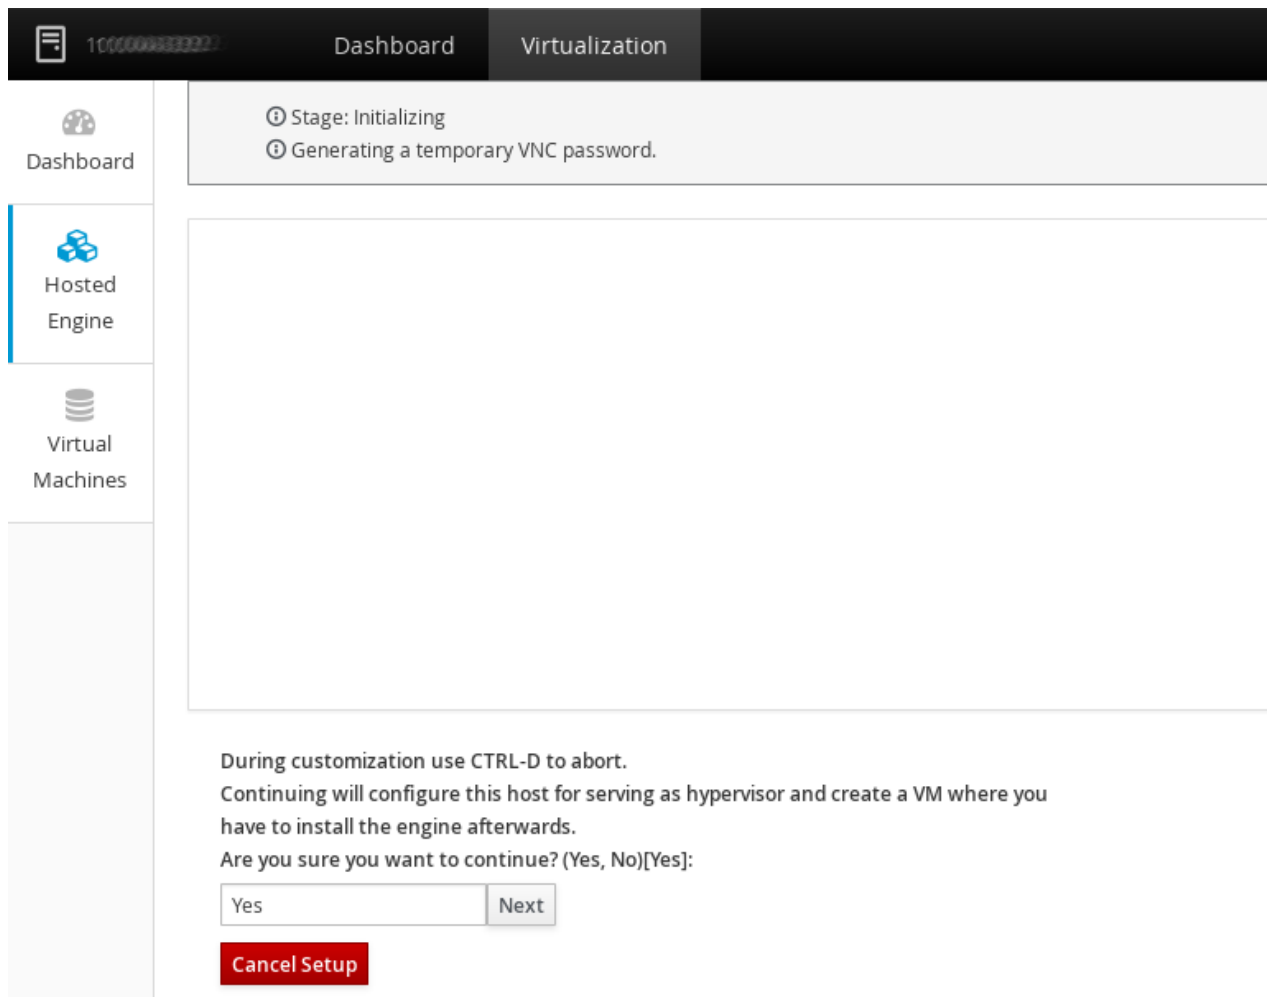 Dashboard Virtualization
Stage: Initializing
Generating a temporary VNC password.
Dashboard
Hosted
Engine
Virtual
Machines
During customization use CTRL-D to abort.
Continuing will configure this host for serving as hypervisor and create a VM where you
have to install the engine afterwards.
Are you sure you want to continue? (Yes, No)[Yes]:
Yes Next
Cancel Setup